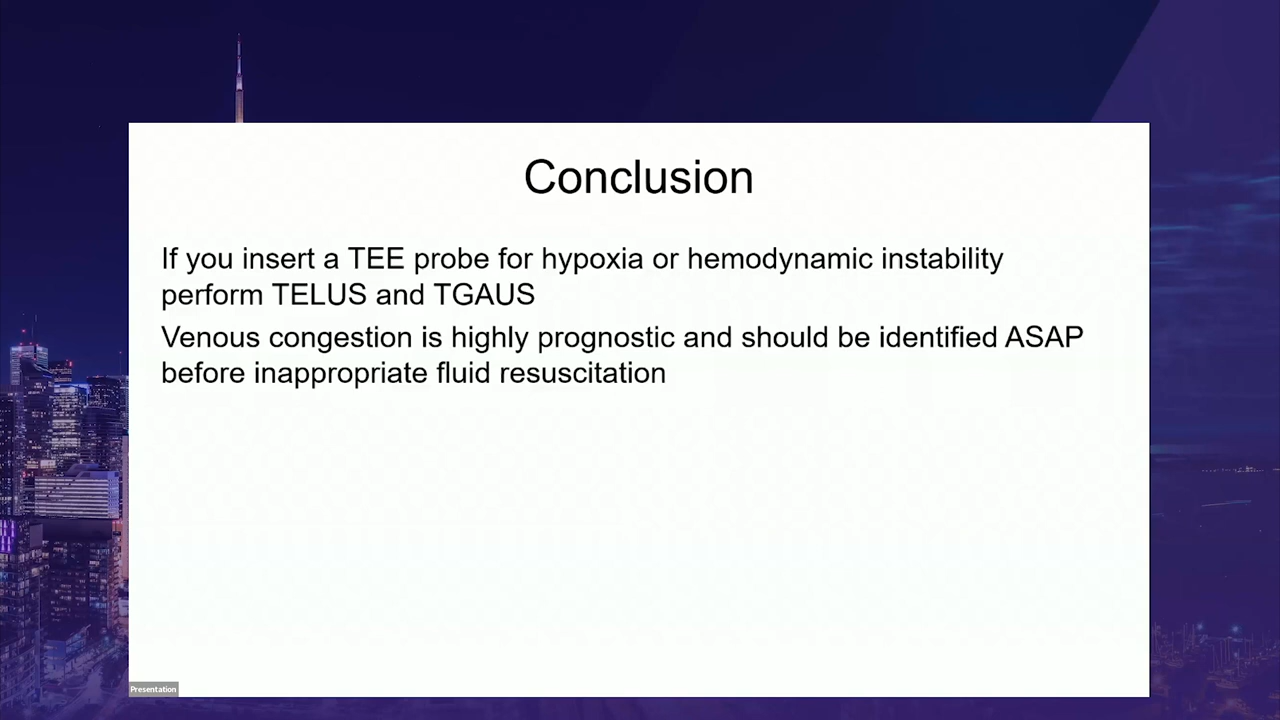 Conclusion
If you insert a TEE probe for hypoxia or hemodynamic instability
perform TELUS and TGAUS
Venous congestion is highly prognostic and should be identified ASAP
before inappropriate fluid resuscitation
Presentation